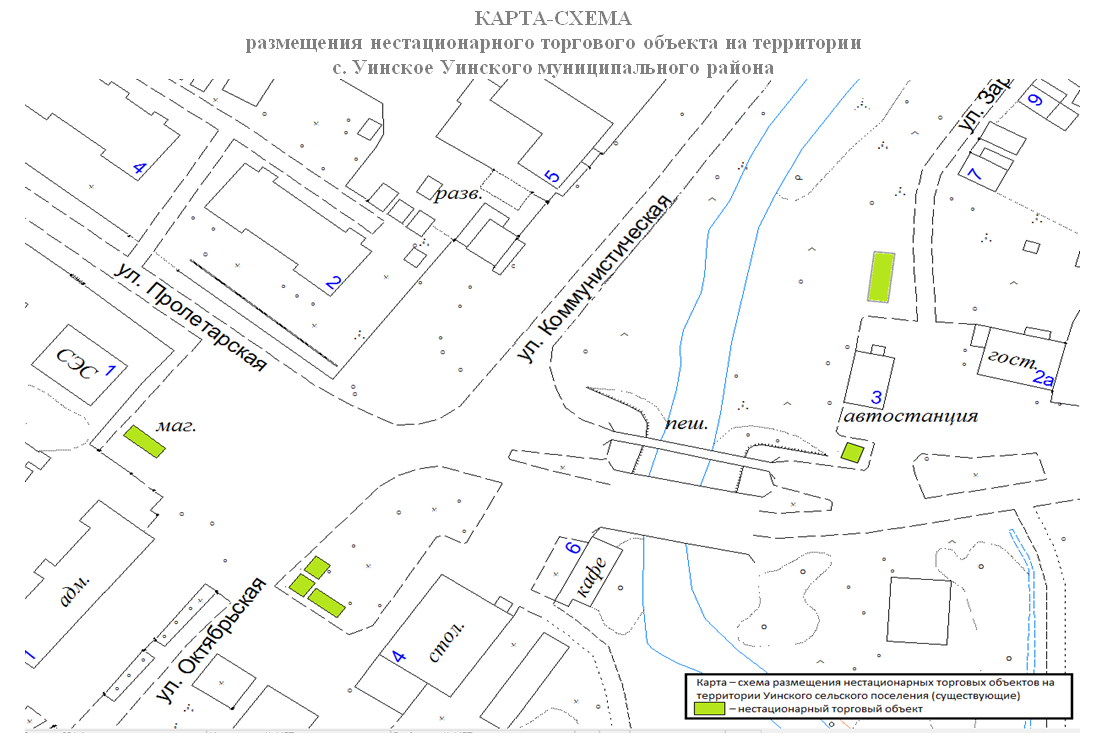 КАРТА-СХЕМА
размещения нестационарного торгового объекта на территории
с. Уинское Уинского муниципального района
4
5
разв.
2
ул. Пролетарская
ул. Коммунистическая
ул. Зар
9
7
СЭС 1
маг.
пеш.
3
автостанция
гост.
2а
адм.
1
ул. Октябрьская
4
стол.
6
кафе
Карта – схема размещения нестационарных торговых объектов на
территории Уинского сельского поселения (существующие)
– нестационарный торговый объект